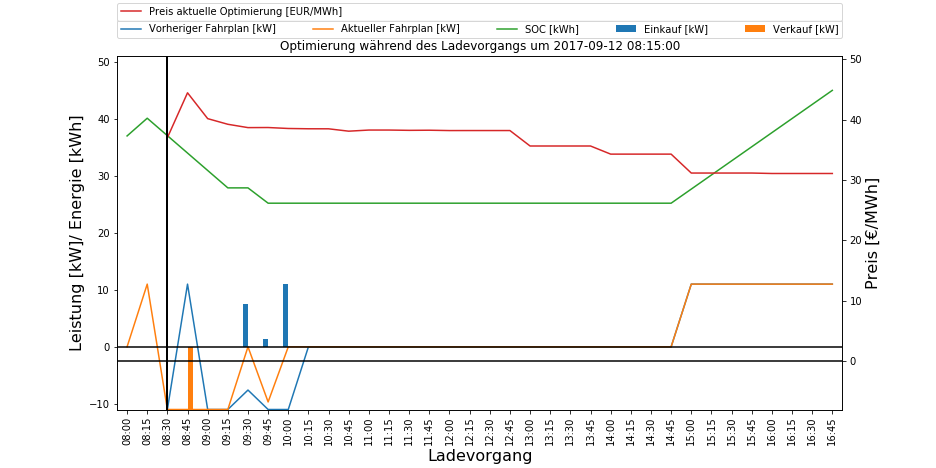 Preis aktuelle Optimierung [EUR/MWh]
Vorheriger Fahrplan [kW] Aktueller Fahrplan [kW] SOC [kWh] Einkauf [kW] Verkauf [kW]
Optimierung während des Ladevorgangs um 2017-09-12 08:15:00
50
40
30
20
10
0
−10
Leistung [kW]/ Energie [kWh]
50
40
30
20
10
0
Preis [€/MWh]
08:00 08:15 08:30 08:45 09:00 09:15 09:30 09:45 10:00 10:15 10:30 10:45 11:00 11:15 11:30 11:45 12:00 12:15 12:30 12:45 13:00 13:15 13:30 13:45 14:00 14:15 14:30 14:45 15:00 15:15 15:30 15:45 16:00 16:15 16:30 16:45
Ladevorgang